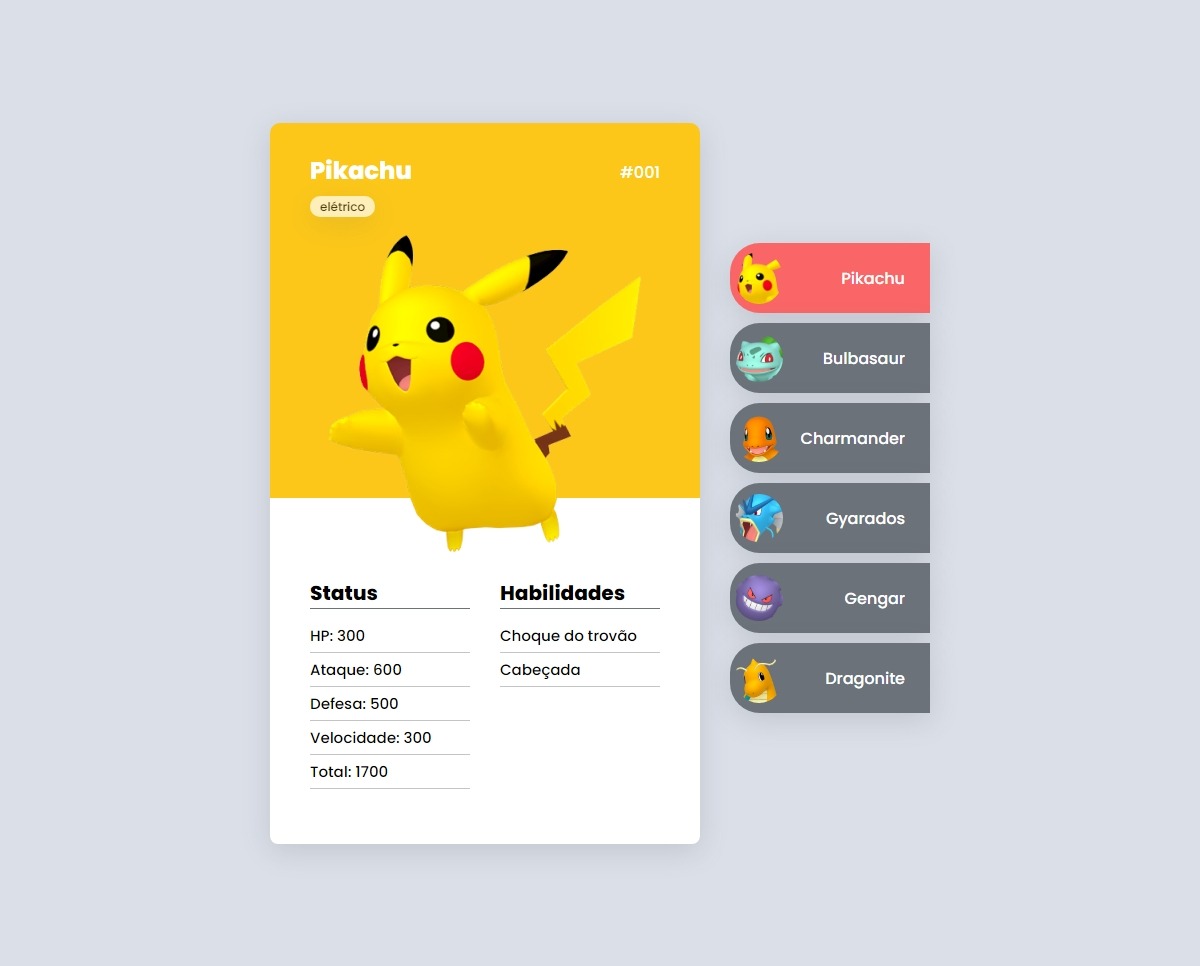 Pikachu
#001
elétrico
Status
HP: 300
Ataque: 600
Defesa: 500
Velocidade: 300
Total: 1700
Habilidades
Choque do trovão
Cabeçada
Pikachu
Bulbasaur
Charmander
Gyarados
Gengar
Dragonite